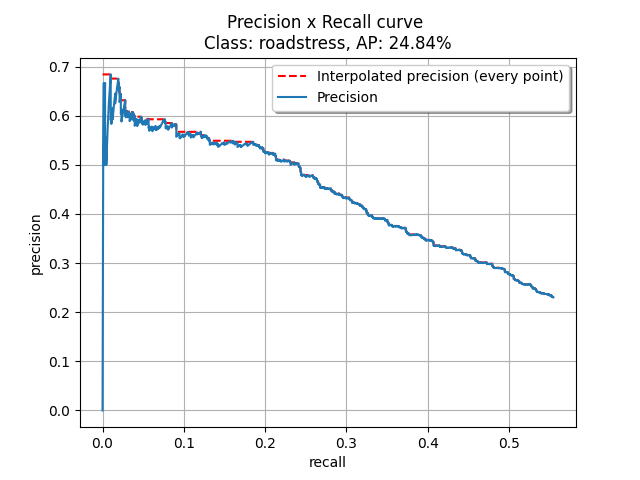 Precision x Recall curve
Class: roadstress, AP: 24.84%
Interpolated precision (every point)
Precision
0.7
0.6
0.5
0.4
0.3
0.2
0.1
0.0
precision
0.0 0.1 0.2 0.3 0.4 0.5
recall